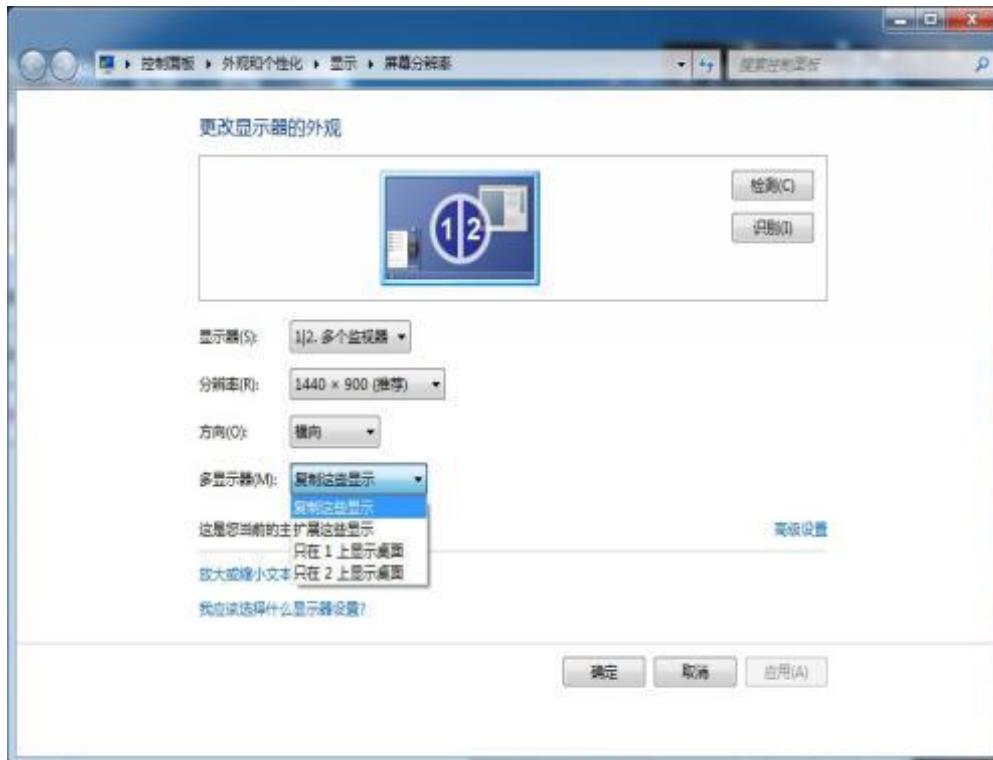 控制面板 ▸ 外观和个性化 ▸ 显示 ▸ 屏幕分辨率
搜索控制面板
更改显示器的外观
1|2
检测(C)
识别(I)
显示器(S):
1|2. 多个监视器
分辨率(R):
1440 × 900 (推荐)
方向(O):
横向
多显示器(M):
复制这些显示
复制这些显示
这是您当前的主
扩展这些显示
高级设置
只在 1 上显示桌面
放大或缩小文本
只在 2 上显示桌面
我应该选择什么显示器设置?
确定
取消
应用(A)